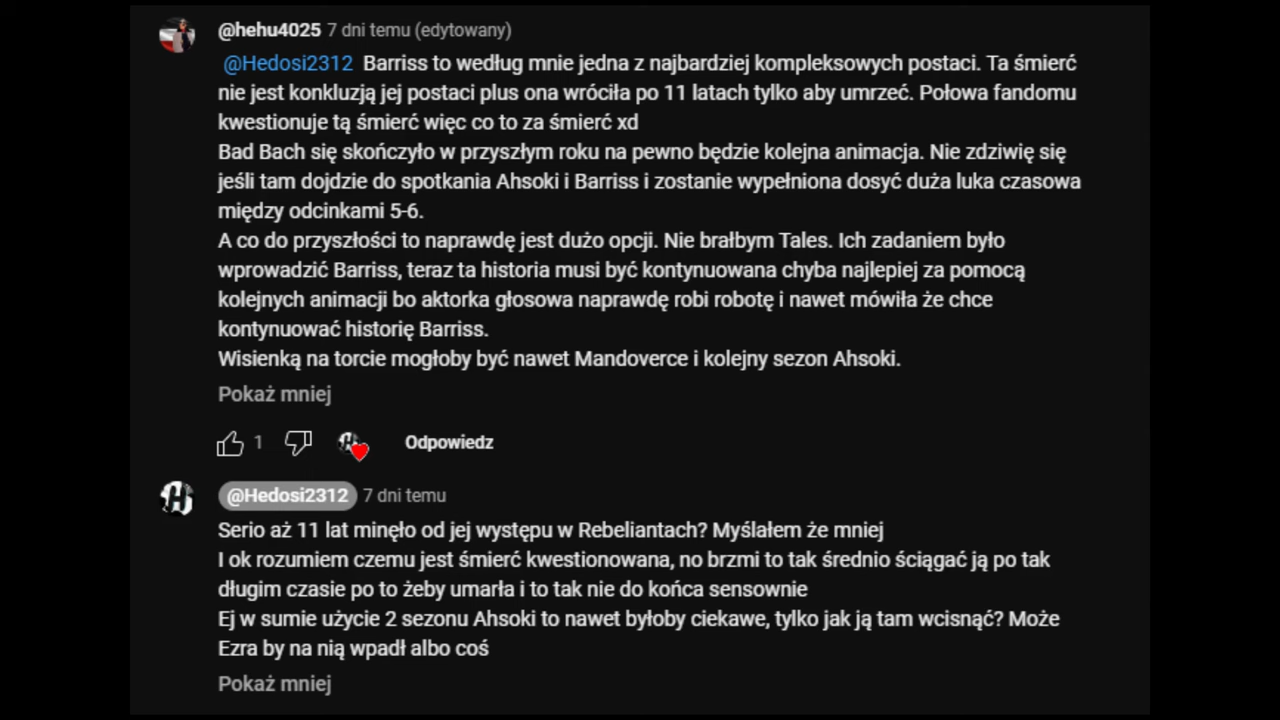 @hehu4025 7 dni temu (edytowany)
@Hedosi2312 Barriss to według mnie jedna z najbardziej kompleksowych postaci. Ta śmierć
nie jest konkluzją jej postaci plus ona wróciła po 11 latach tylko aby umrzeć. Połowa fandomu
kwestionuje tą śmierć więc co to za śmierć xd
Bad Bach się skończyło w przyszłym roku na pewno będzie kolejna animacja. Nie zdziwię się
jeśli tam dojdzie do spotkania Ahsoki i Barriss i zostanie wypełniona dosyć duża luka czasowa
między odcinkami 5-6.
A co do przyszłości to naprawdę jest dużo opcji. Nie brałbym Tales. Ich zadaniem było
wprowadzić Barriss, teraz ta historia musi być kontynuowana chyba najlepiej za pomocą
kolejnych animacji bo aktorka głosowa naprawdę robi robotę i nawet mówiła że chce
kontynuować historię Barriss.
Wisienką na torcie mogłoby być nawet Mandoverce i kolejny sezon Ahsoki.
Pokaż mniej
1 Odpowiedz
@Hedosi2312 7 dni temu
Serio aż 11 lat minęło od jej występu w Rebeliantach? Myślałem że mniej
I ok rozumiem czemu jest śmierć kwestionowana, no brzmi to tak średnio ściągać ją po tak
długim czasie po to żeby umarła i to tak nie do końca sensownie
Ej w sumie użycie 2 sezonu Ahsoki to nawet byłoby ciekawe, tylko jak ją tam wcisnąć? Może
Ezra by na nią wpadł albo coś
Pokaż mniej